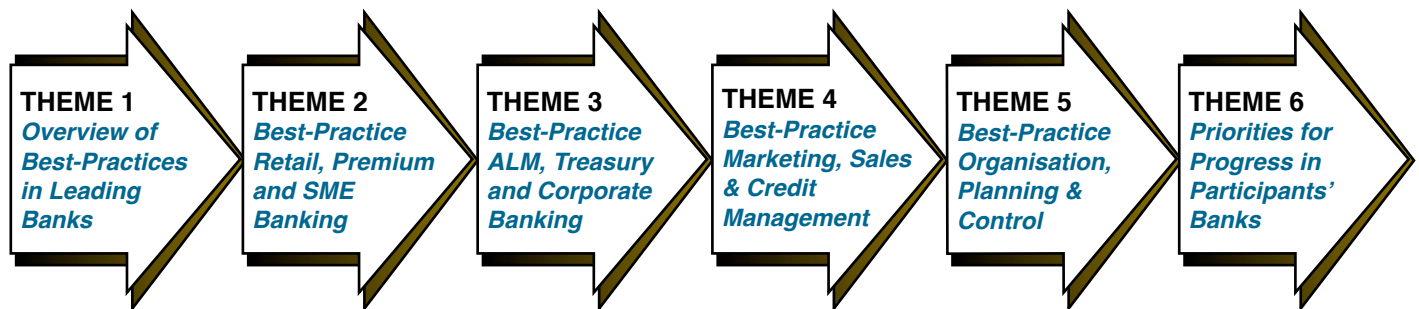 THEME 1
Overview of
Best-Practices
in Leading
Banks
THEME 2
Best-Practice
Retail, Premium
and SME
Banking
THEME 3
Best-Practice
ALM, Treasury
and Corporate
Banking
THEME 4
Best-Practice
Marketing, Sales
& Credit
Management
THEME 5
Best-Practice
Organisation,
Planning &
Control
THEME 6
Priorities for
Progress in
Participants’
Banks